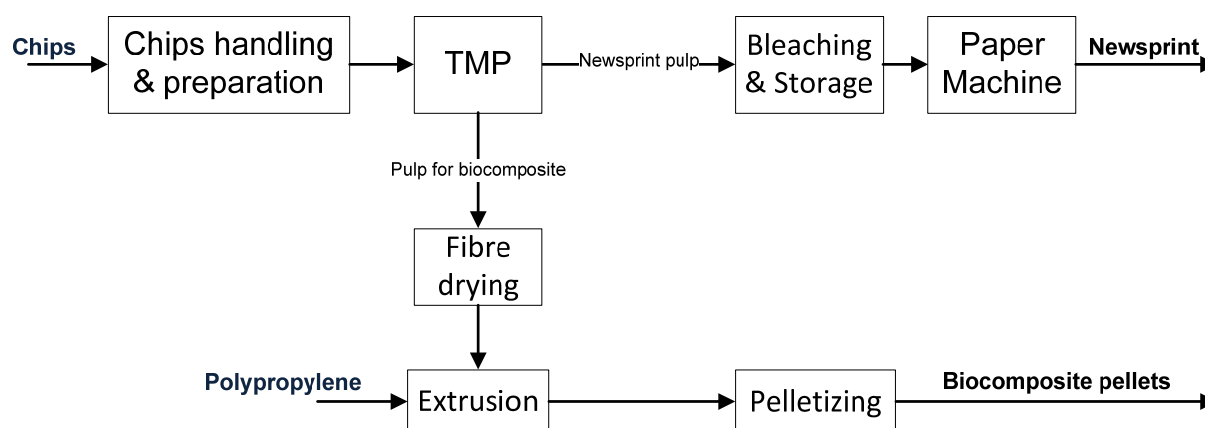 Chips
Chips handling
& preparation
TMP
Newsprint pulp
Bleaching
& Storage
Paper
Machine
Newsprint
Pulp for biocomposite
Fibre
drying
Polypropylene
Extrusion
Pelletizing
Biocomposite pellets